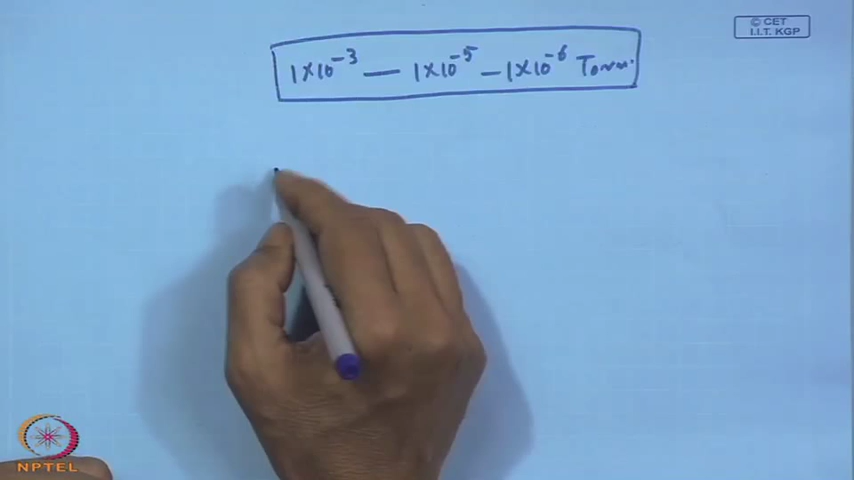 © CET
I.I.T. KGP
1×10⁻³ — 1×10⁻⁵ – 1×10⁻⁶ Torr.
NPTEL